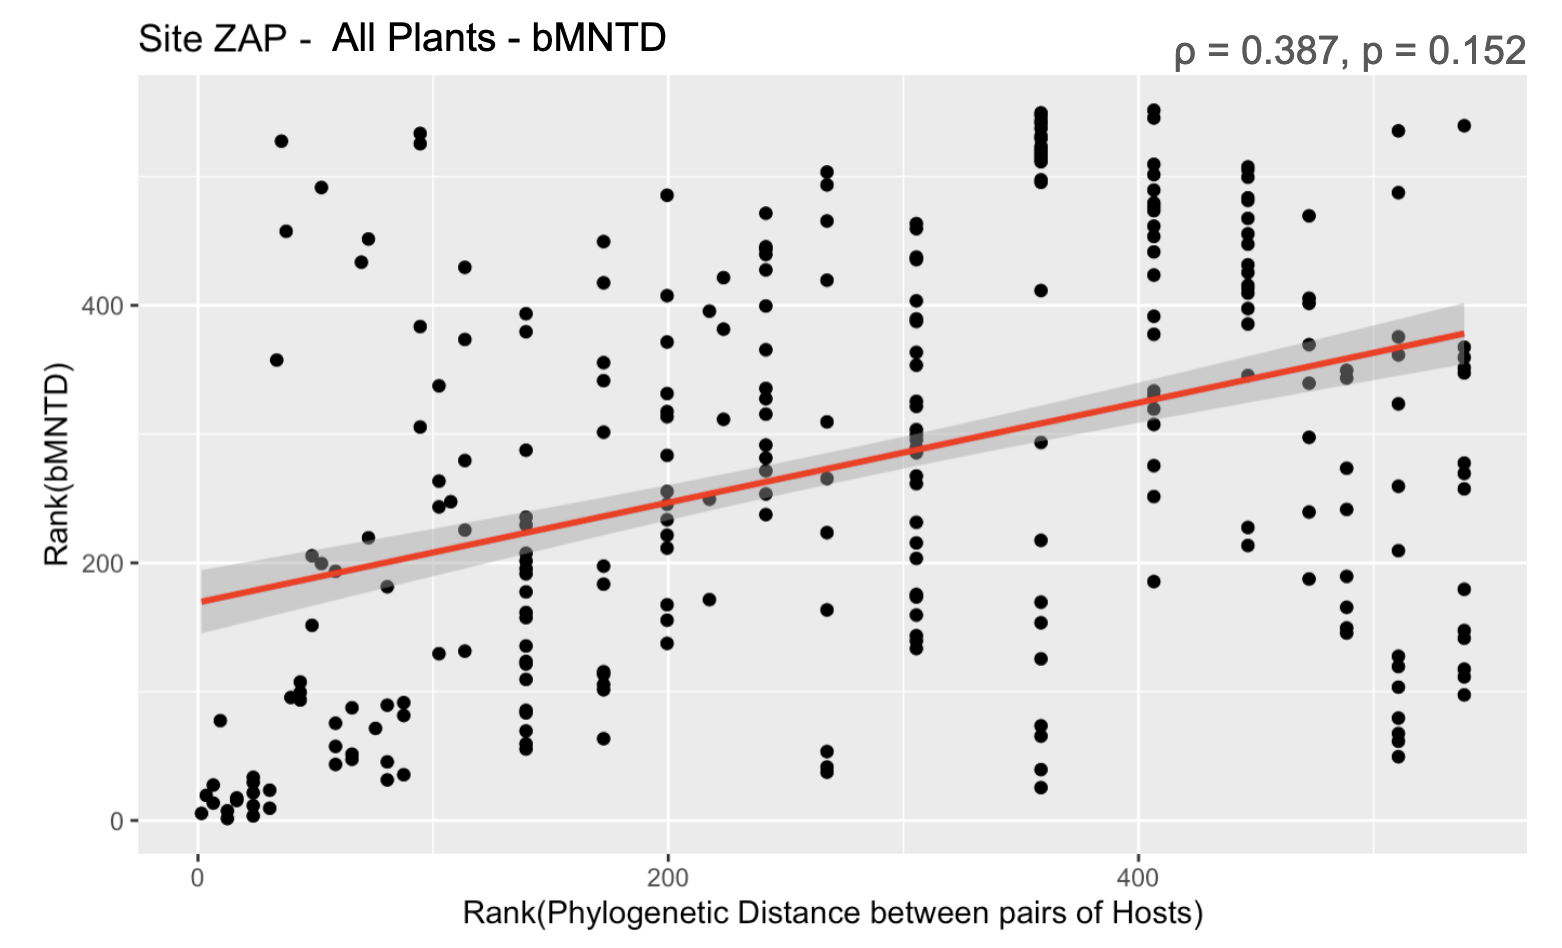 Site ZAP - All Plants - bMNTD
ρ = 0.387, p = 0.152
Rank(bMNTD)
400
200
0
0
200
400
Rank(Phylogenetic Distance between pairs of Hosts)